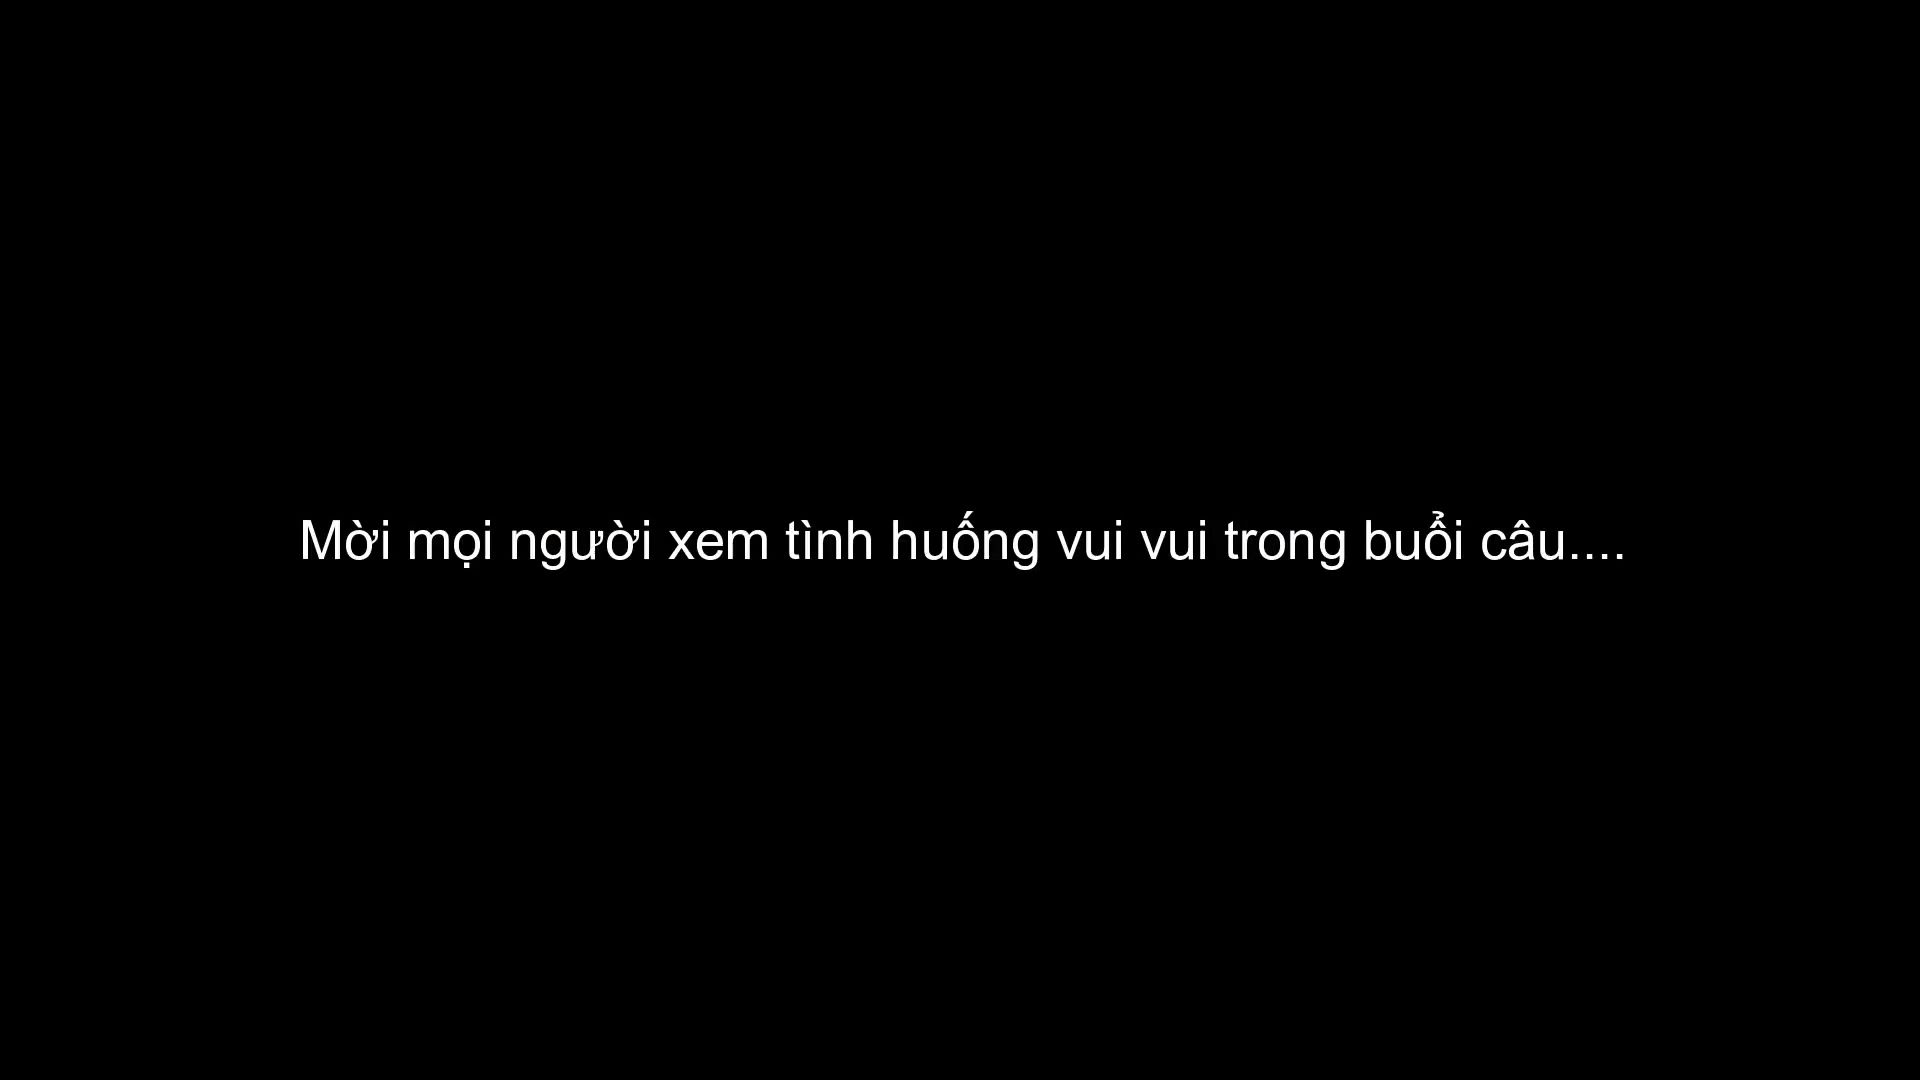 Mời mọi người xem tình huống vui vui trong buổi câu....